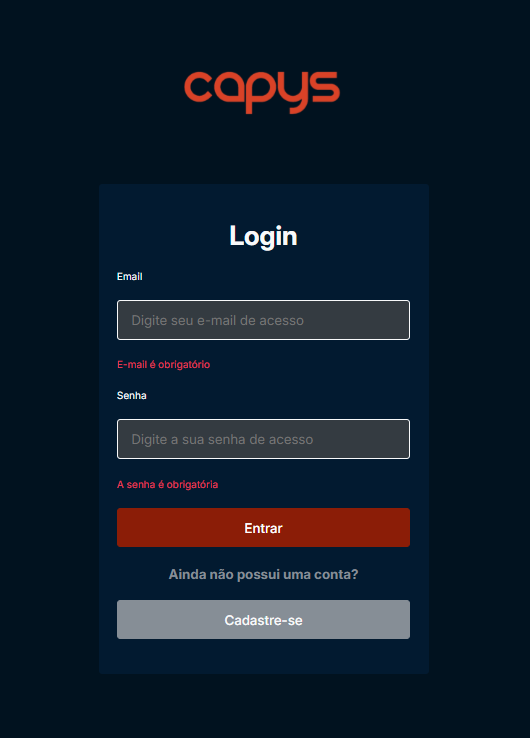 capys
Login
Email
Digite seu e-mail de acesso
E-mail é obrigatório
Senha
Digite a sua senha de acesso
A senha é obrigatória
Entrar
Ainda não possui uma conta?
Cadastre-se